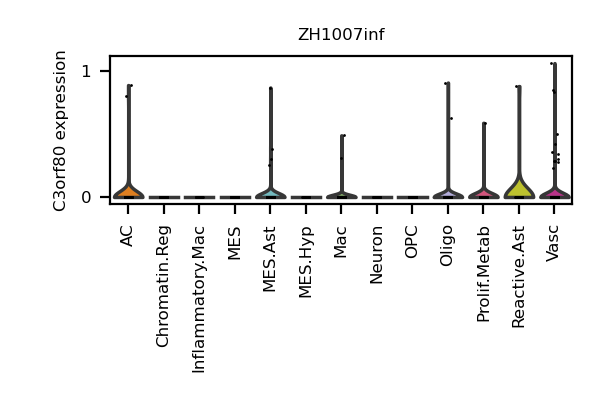 ZH1007inf
C3orf80 expression
1
0
AC
Chromatin.Reg
Inflammatory.Mac
MES
MES.Ast
MES.Hyp
Mac
Neuron
OPC
Oligo
Prolif.Metab
Reactive.Ast
Vasc